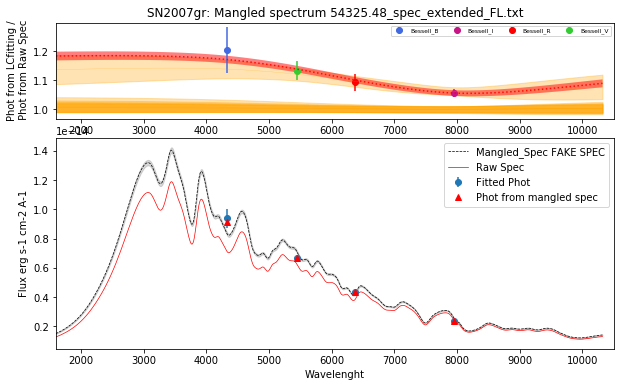 SN2007gr: Mangled spectrum 54325.48_spec_extended_FL.txt
Phot from LCfitting /
Phot from Raw Spec
1.2
1.1
1.0
Bessell_B
Bessell_I
Bessell_R
Bessell_V
2000 3000 4000 5000 6000 7000 8000 9000 10000
1e−14
Flux erg s-1 cm-2 A-1
1.4
1.2
1.0
0.8
0.6
0.4
0.2
Mangled_Spec FAKE SPEC
Raw Spec
Fitted Phot
Phot from mangled spec
2000 3000 4000 5000 6000 7000 8000 9000 10000
Wavelenght